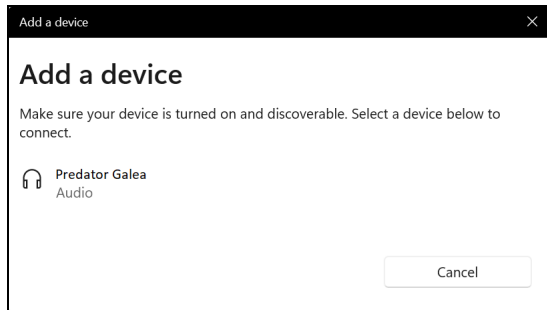 Add a device
Add a device
Make sure your device is turned on and discoverable. Select a device below to
connect.
Predator Galea
Audio
Cancel